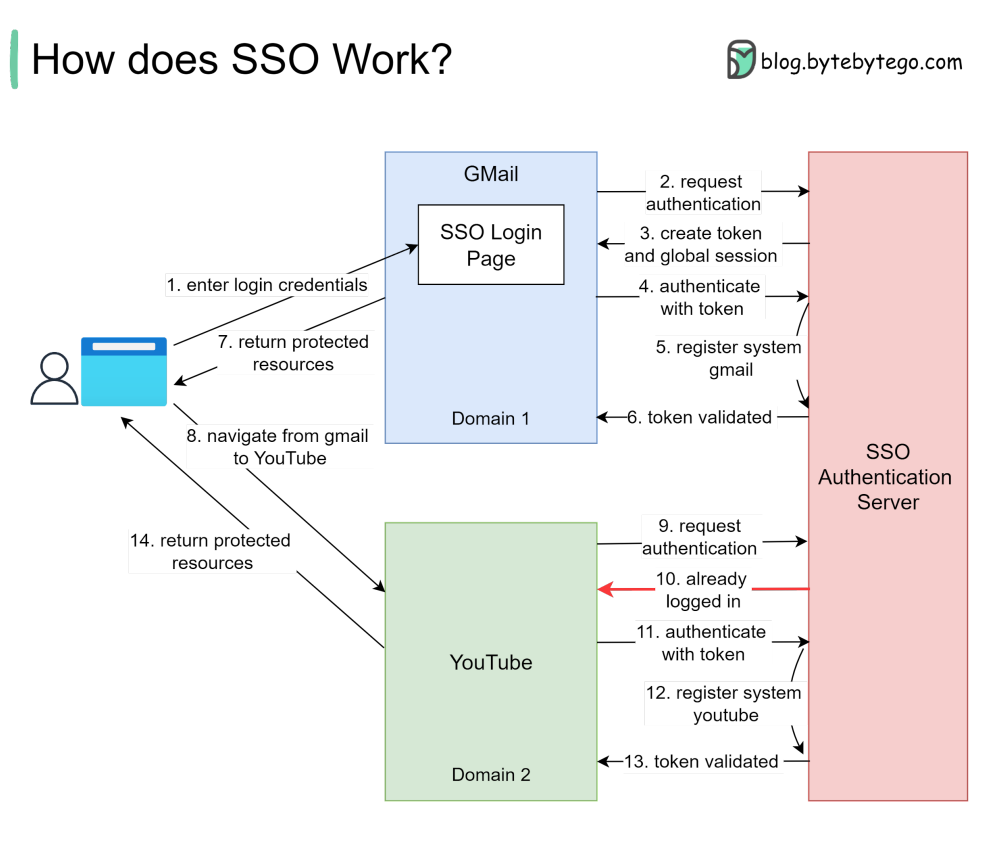 How does SSO Work?
blog.bytebytego.com
GMail
SSO Login
Page
Domain 1
1. enter login credentials
2. request
authentication
3. create token
and global session
4. authenticate
with token
5. register system
gmail
6. token validated
7. return protected
resources
8. navigate from gmail
to YouTube
SSO
Authentication
Server
9. request
authentication
10. already
logged in
11. authenticate
with token
12. register system
youtube
13. token validated
14. return protected
resources
YouTube
Domain 2